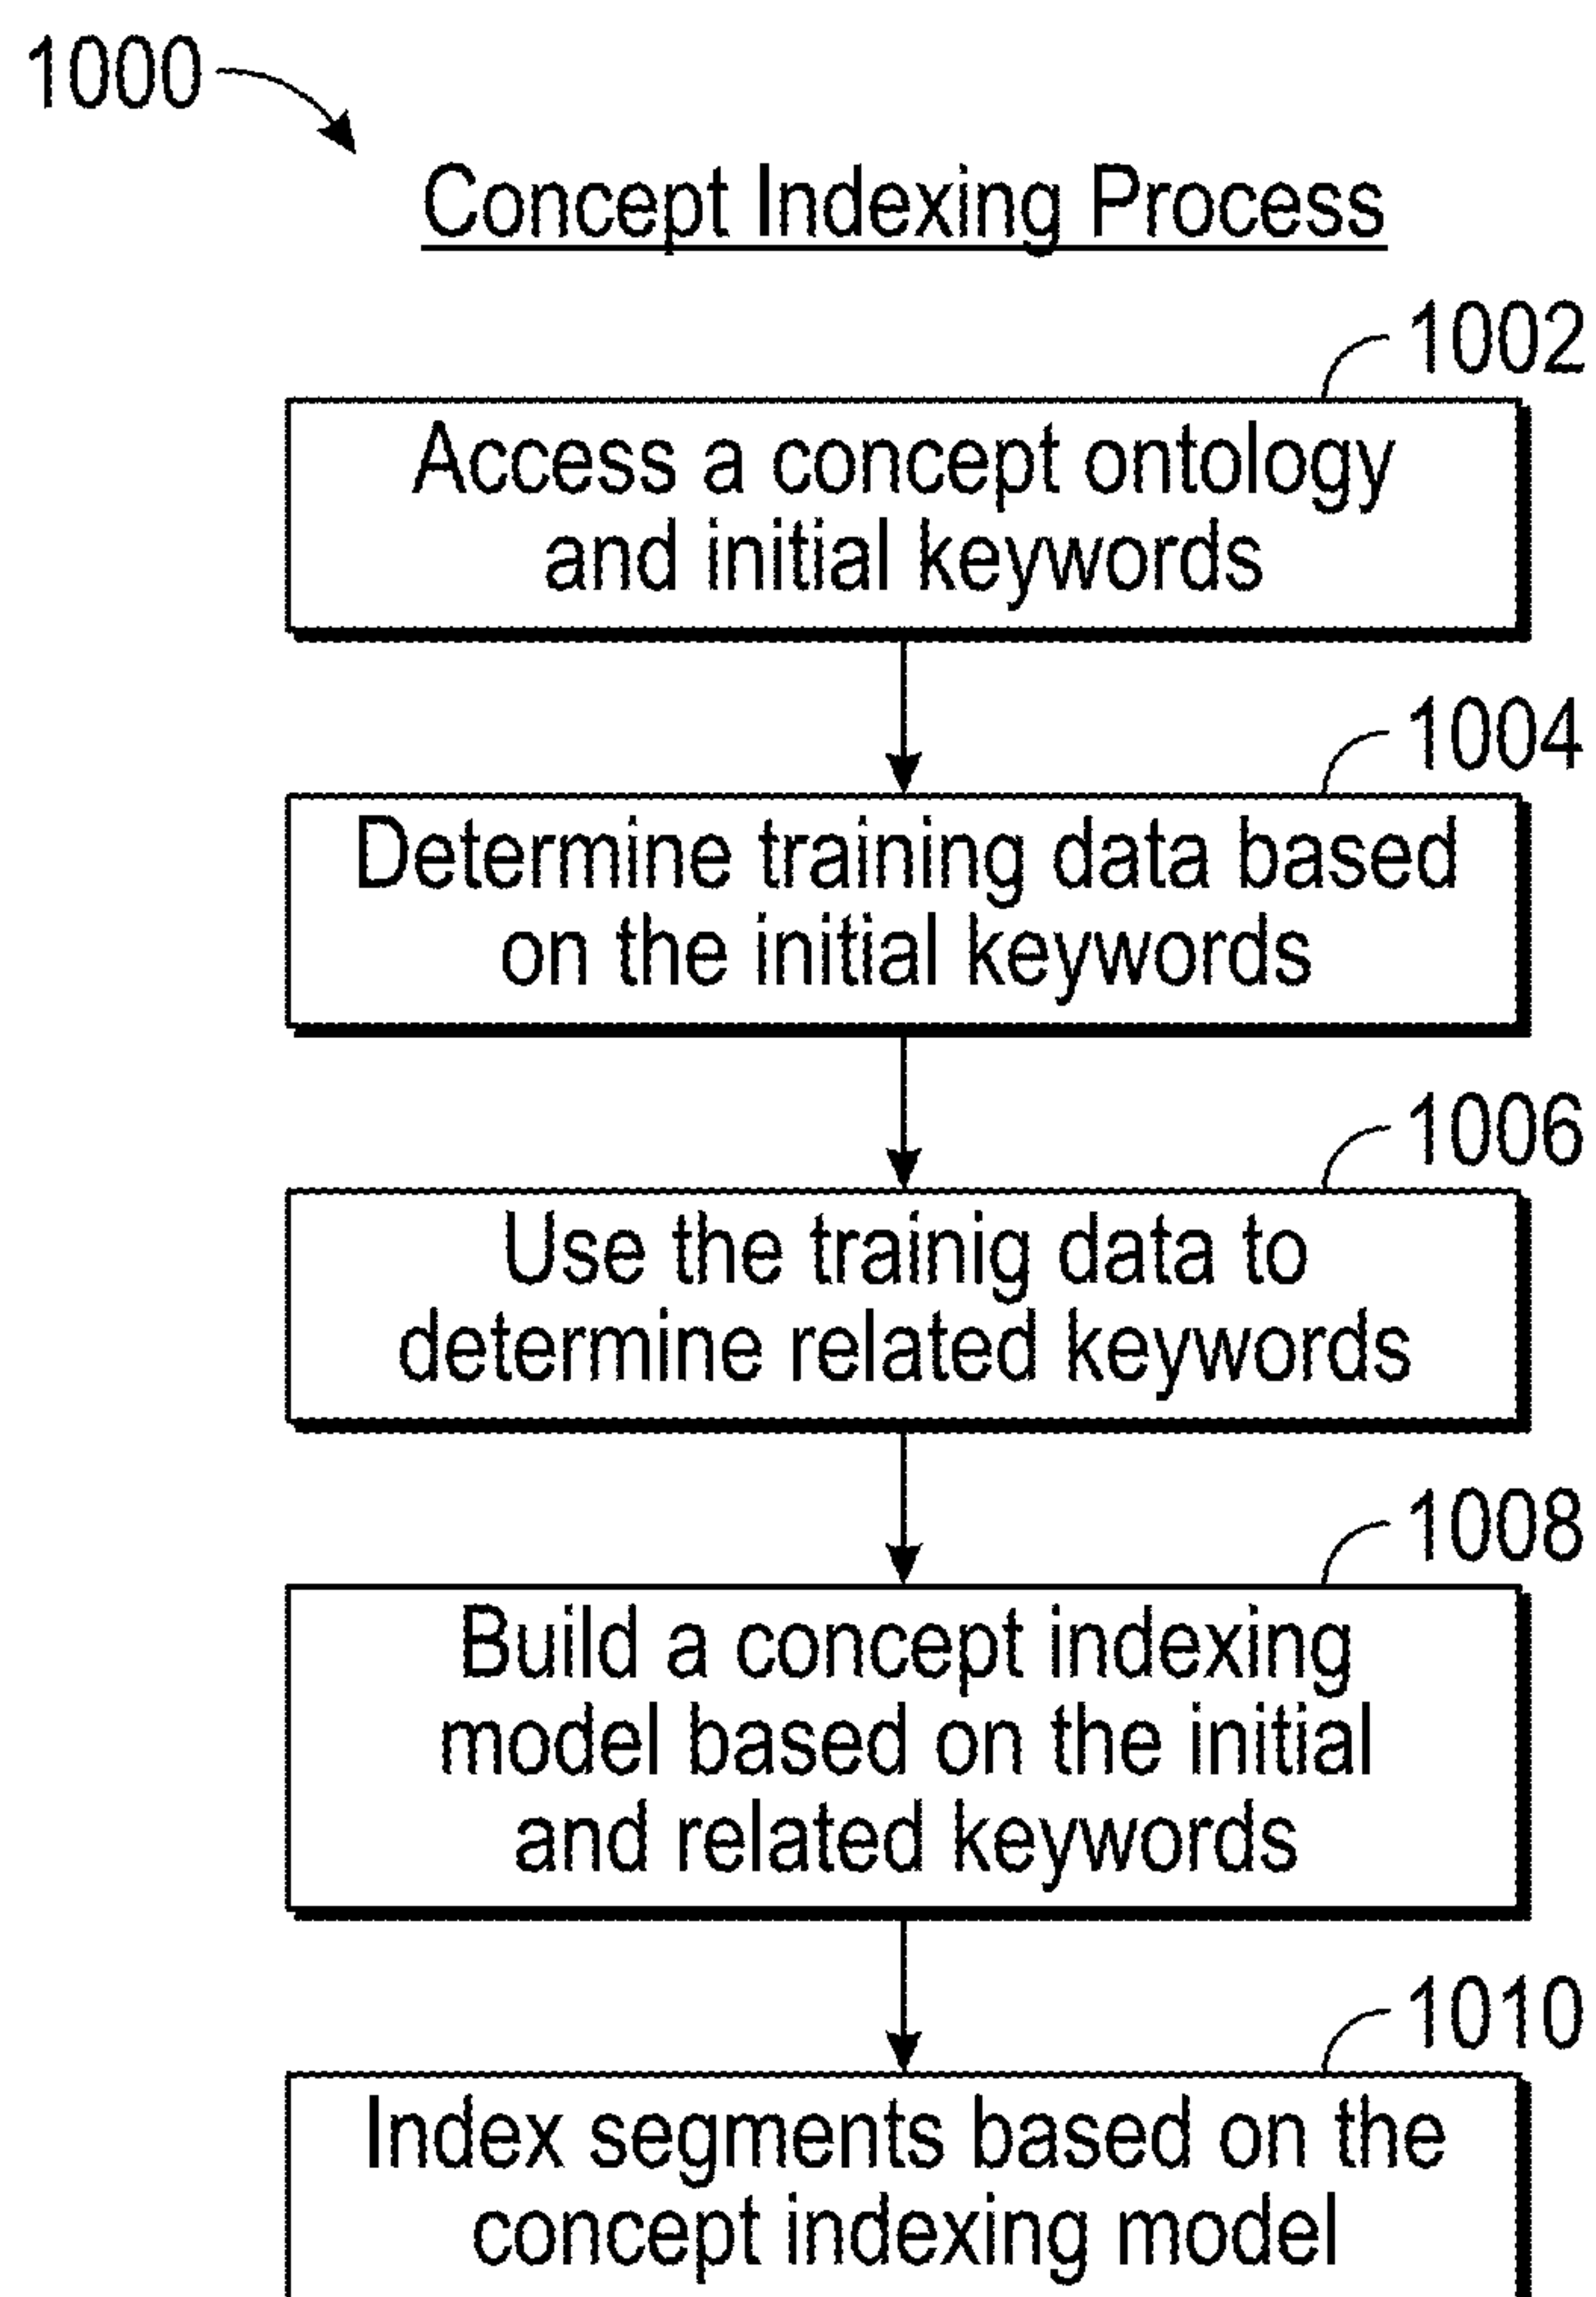 1000
Concept Indexing Process
1002
Access a concept ontology
and initial keywords
1004
Determine training data based
on the initial keywords
1006
Use the trainig data to
determine related keywords
1008
Build a concept indexing
model based on the initial
and related keywords
1010
Index segments based on the
concept indexing model